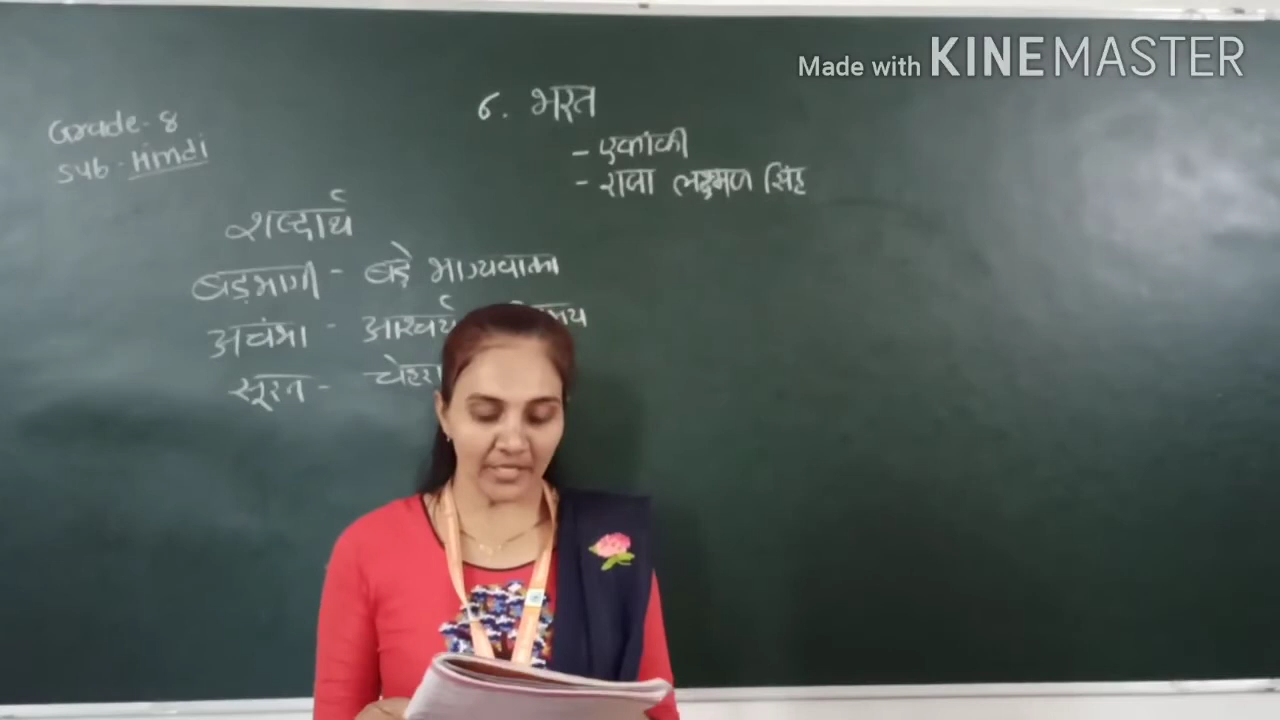 Made with KINEMASTER
Grade - 8
Sub - Hindi
८. भरत
- एकांकी
- राजा लक्ष्मण सिंह
शब्दार्थ
बड़भागी - बड़े भाग्यवाला
अचंभा - आश्चर्य
सूरत - चेहरा